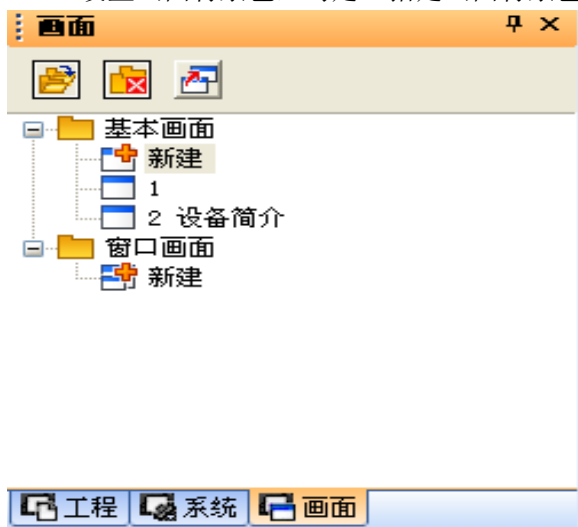 画面
基本画面
新建
1
2 设备简介
窗口画面
新建
工程 系统 画面